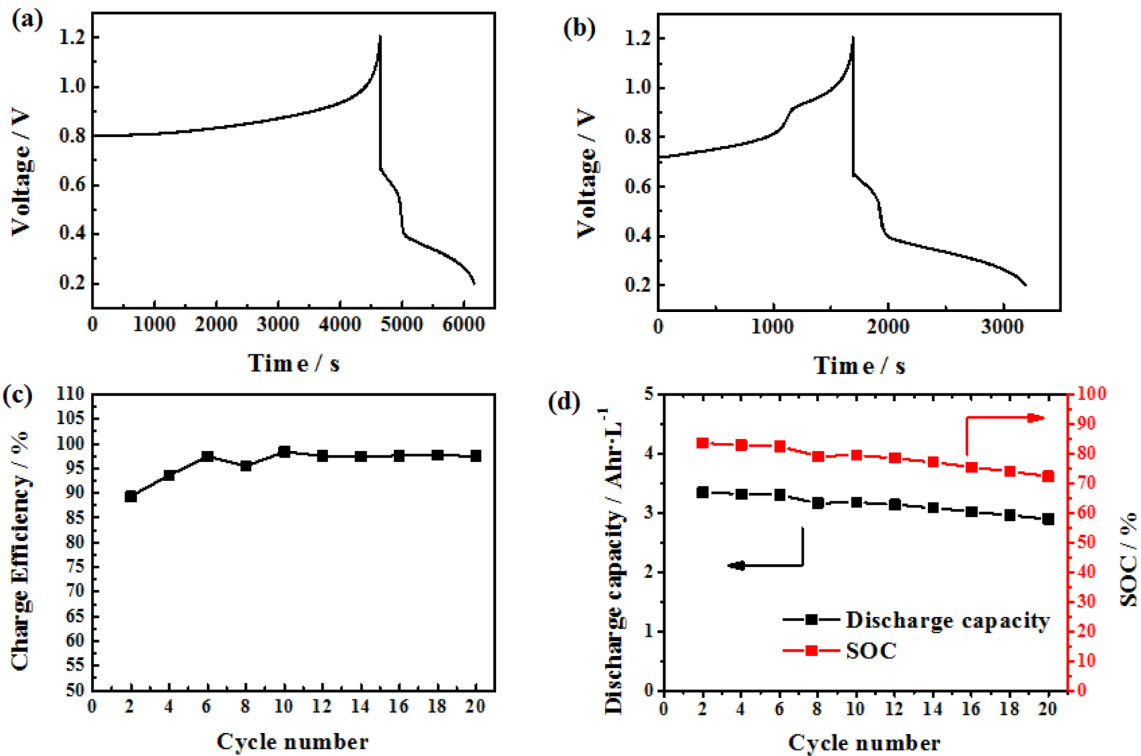 (a)
1.2
1.0
0.8
0.6
0.4
0.2
Voltage / V
0 1000 2000 3000 4000 5000 6000
Time / s
(b)
1.2
1.0
0.8
0.6
0.4
0.2
Voltage / V
0 1000 2000 3000
Time / s
(c)
110
105
100
95
90
85
80
75
70
65
60
55
50
Charge Efficiency / %
0 2 4 6 8 10 12 14 16 18 20
Cycle number
(d)
5
4
3
2
1
0
Discharge capacity / Ahr·L⁻¹
100
90
80
70
60
50
40
30
20
10
0
SOC / %
Discharge capacity
SOC
0 2 4 6 8 10 12 14 16 18 20
Cycle number